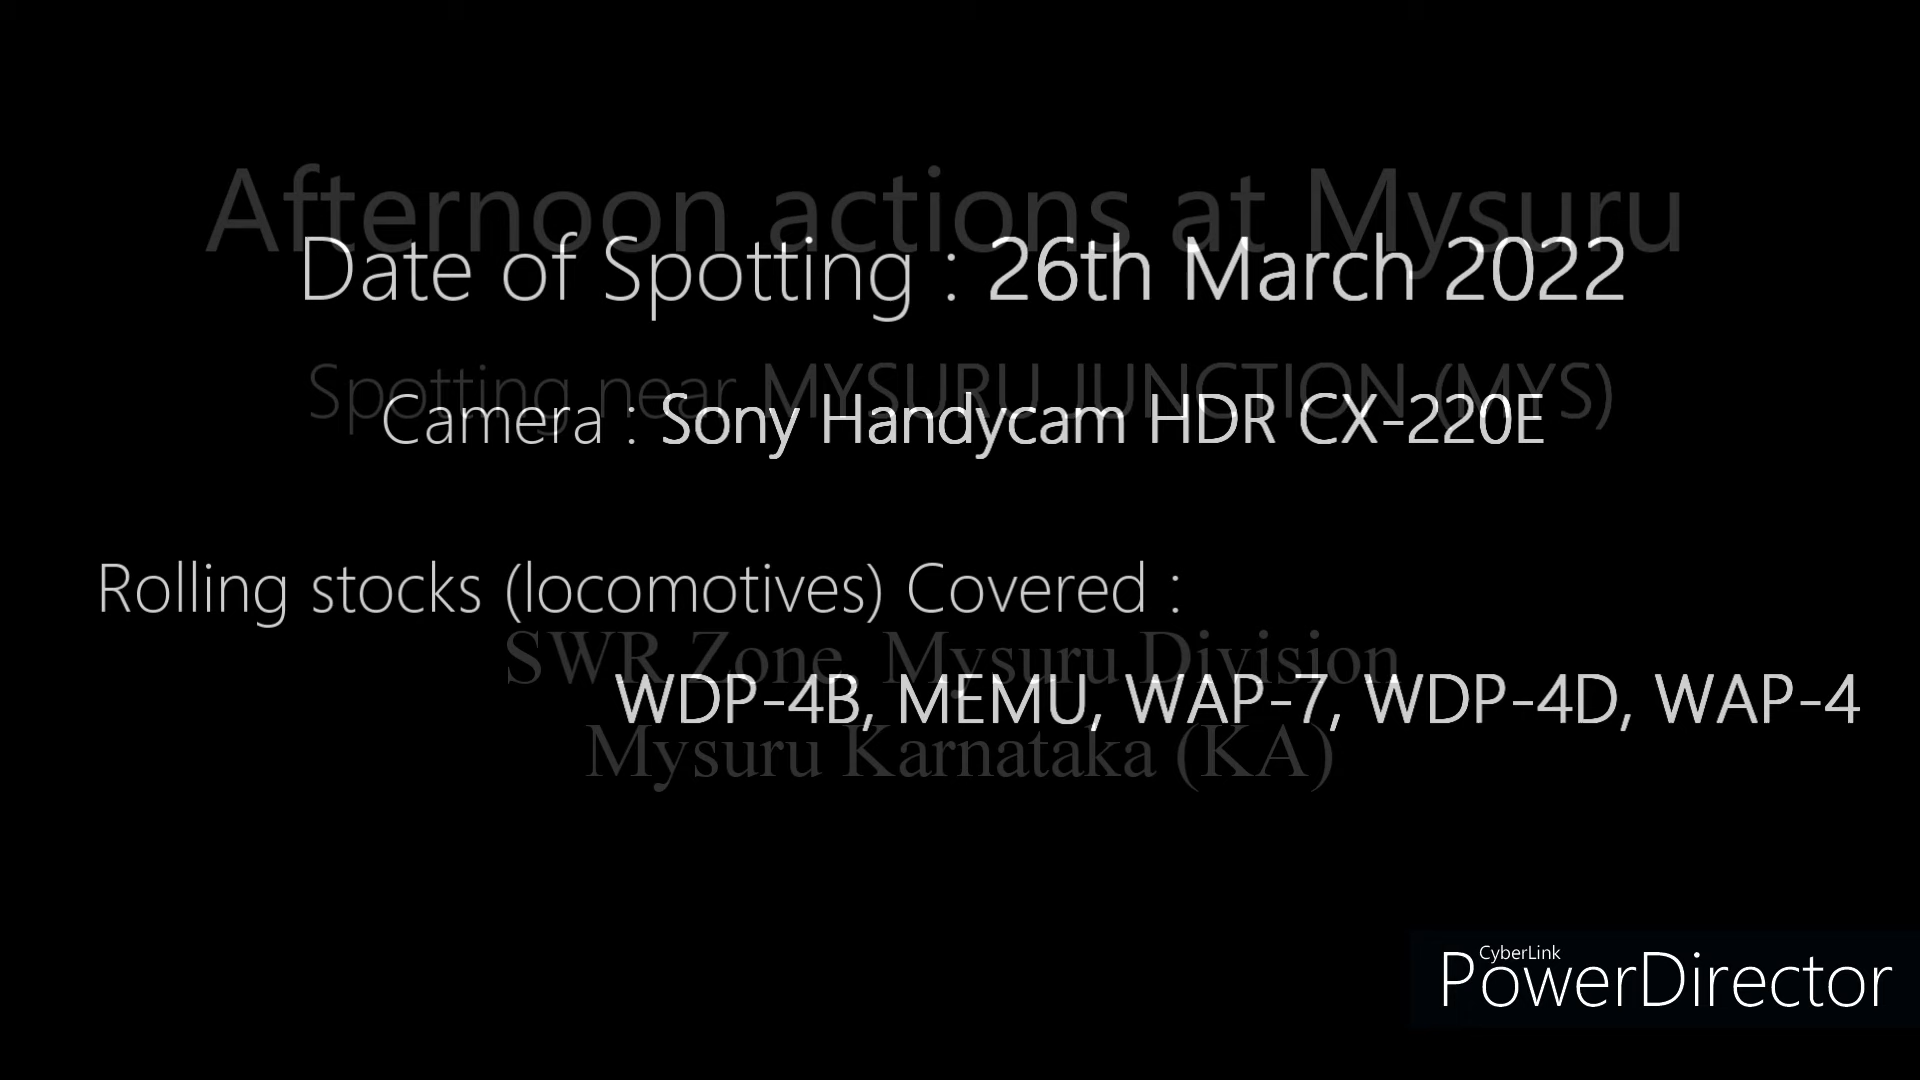 Afternoon actions at Mysuru
Date of Spotting : 26th March 2022
Spotting near MYSURU JUNCTION (MYS)
Camera : Sony Handycam HDR CX-220E
Rolling stocks (locomotives) Covered :
SWR Zone, Mysuru Division
WDP-4B, MEMU, WAP-7, WDP-4D, WAP-4
Mysuru Karnataka (KA)
CyberLink
PowerDirector